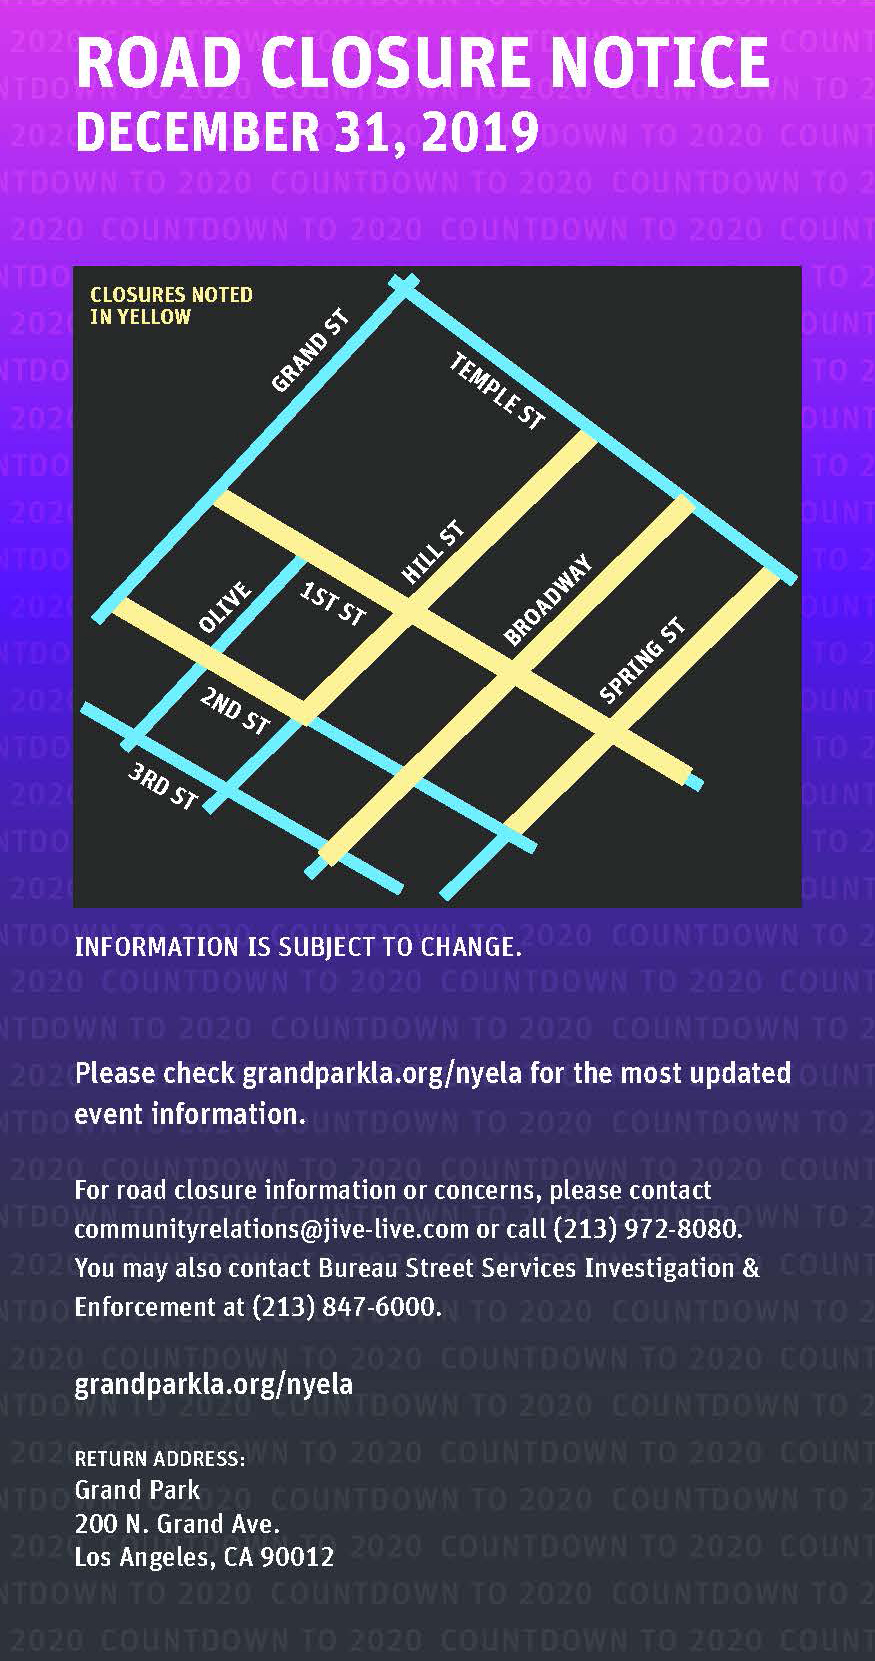 ROAD CLOSURE NOTICE
DECEMBER 31, 2019
CLOSURES NOTED
IN YELLOW
GRAND ST
TEMPLE ST
HILL ST
BROADWAY
SPRING ST
OLIVE
1ST ST
2ND ST
3RD ST
INFORMATION IS SUBJECT TO CHANGE.
Please check grandparkla.org/nyela for the most updated
event information.
For road closure information or concerns, please contact
communityrelations@jive-live.com or call (213) 972-8080.
You may also contact Bureau Street Services Investigation &
Enforcement at (213) 847-6000.
grandparkla.org/nyela
RETURN ADDRESS:
Grand Park
200 N. Grand Ave.
Los Angeles, CA 90012
COUNTDOWN TO 2020